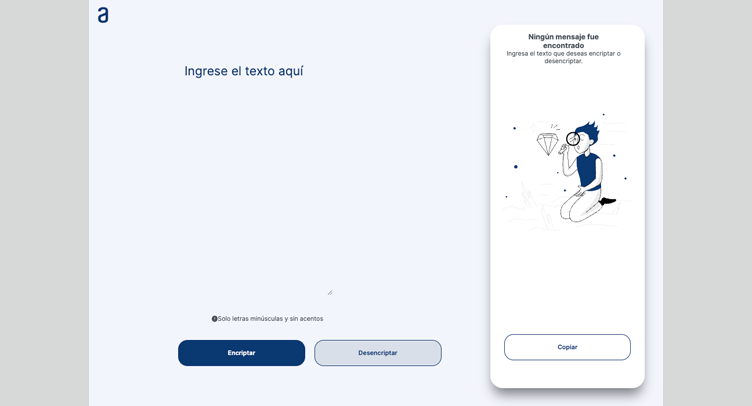 a
Ingrese el texto aquí
Solo letras minúsculas y sin acentos
Encriptar
Desencriptar
Ningún mensaje fue
encontrado
Ingresa el texto que deseas encriptar o
desencriptar.
Copiar